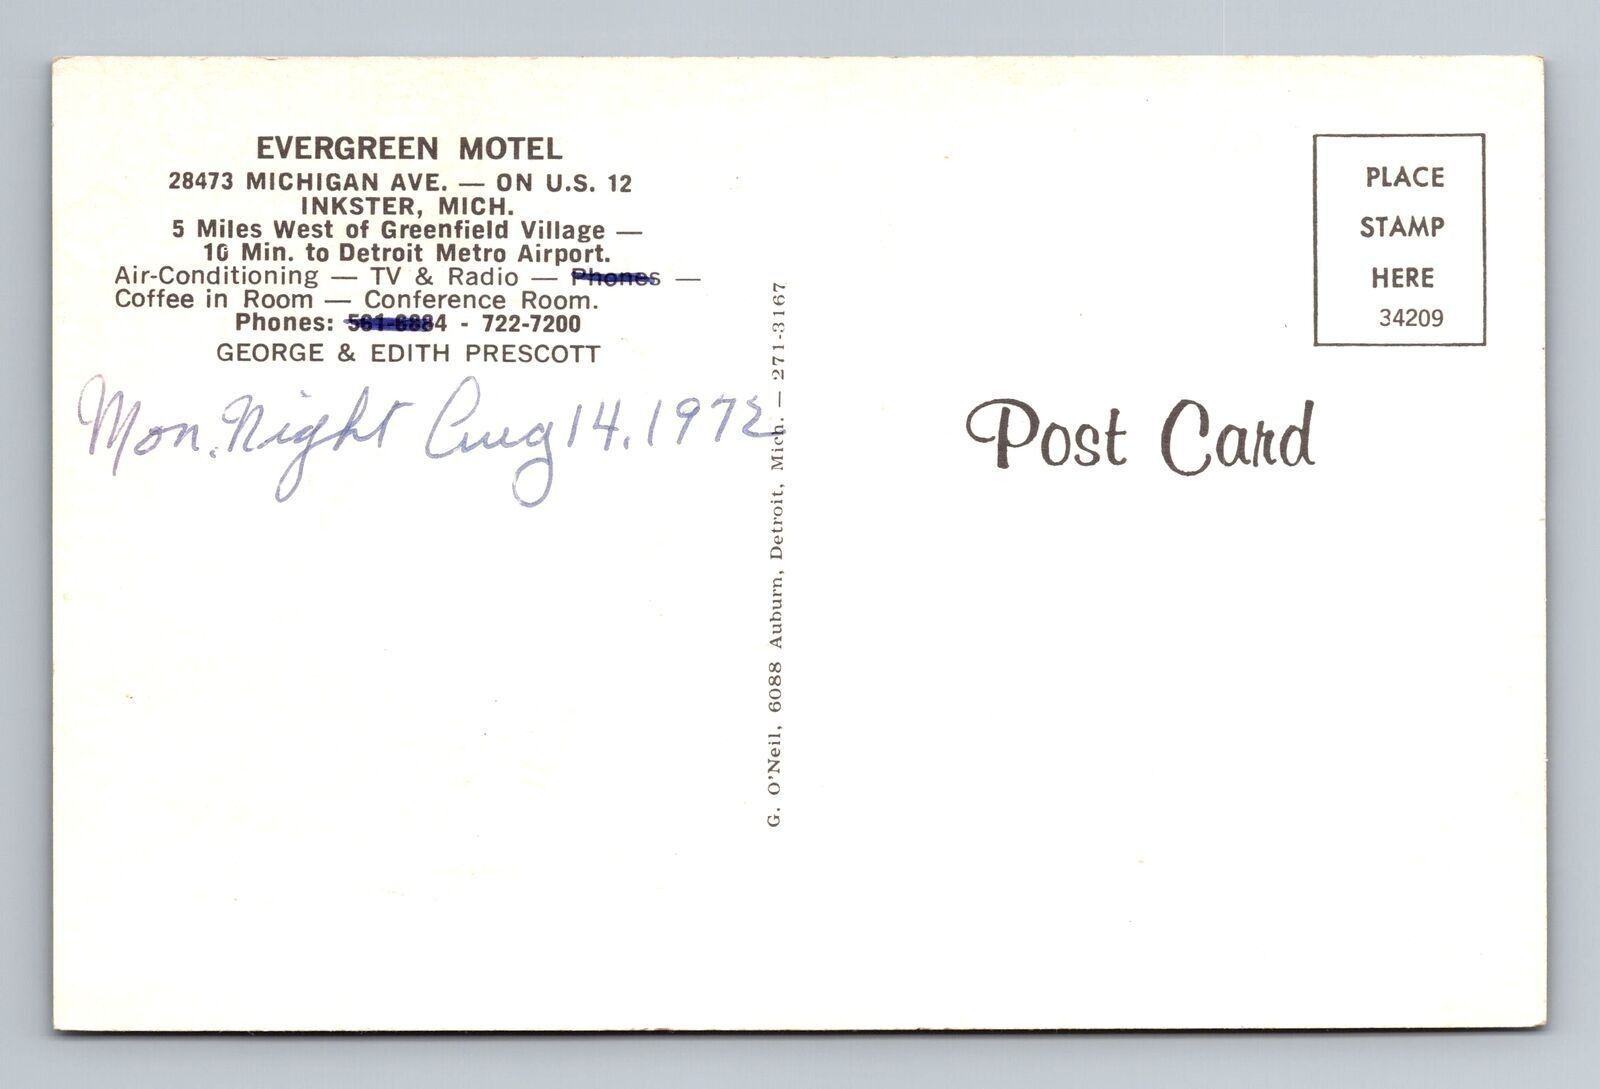 EVERGREEN MOTEL
28473 MICHIGAN AVE. — ON U.S. 12
INKSTER, MICH.
5 Miles West of Greenfield Village —
10 Min. to Detroit Metro Airport.
Air-Conditioning — TV & Radio — Phones —
Coffee in Room — Conference Room.
Phones: 561-6884 - 722-7200
GEORGE & EDITH PRESCOTT
Mon. Night Aug 14, 1972
G. O'Neil, 6088 Auburn, Detroit, Mich. — 271-3167
PLACE
STAMP
HERE
34209
Post Card